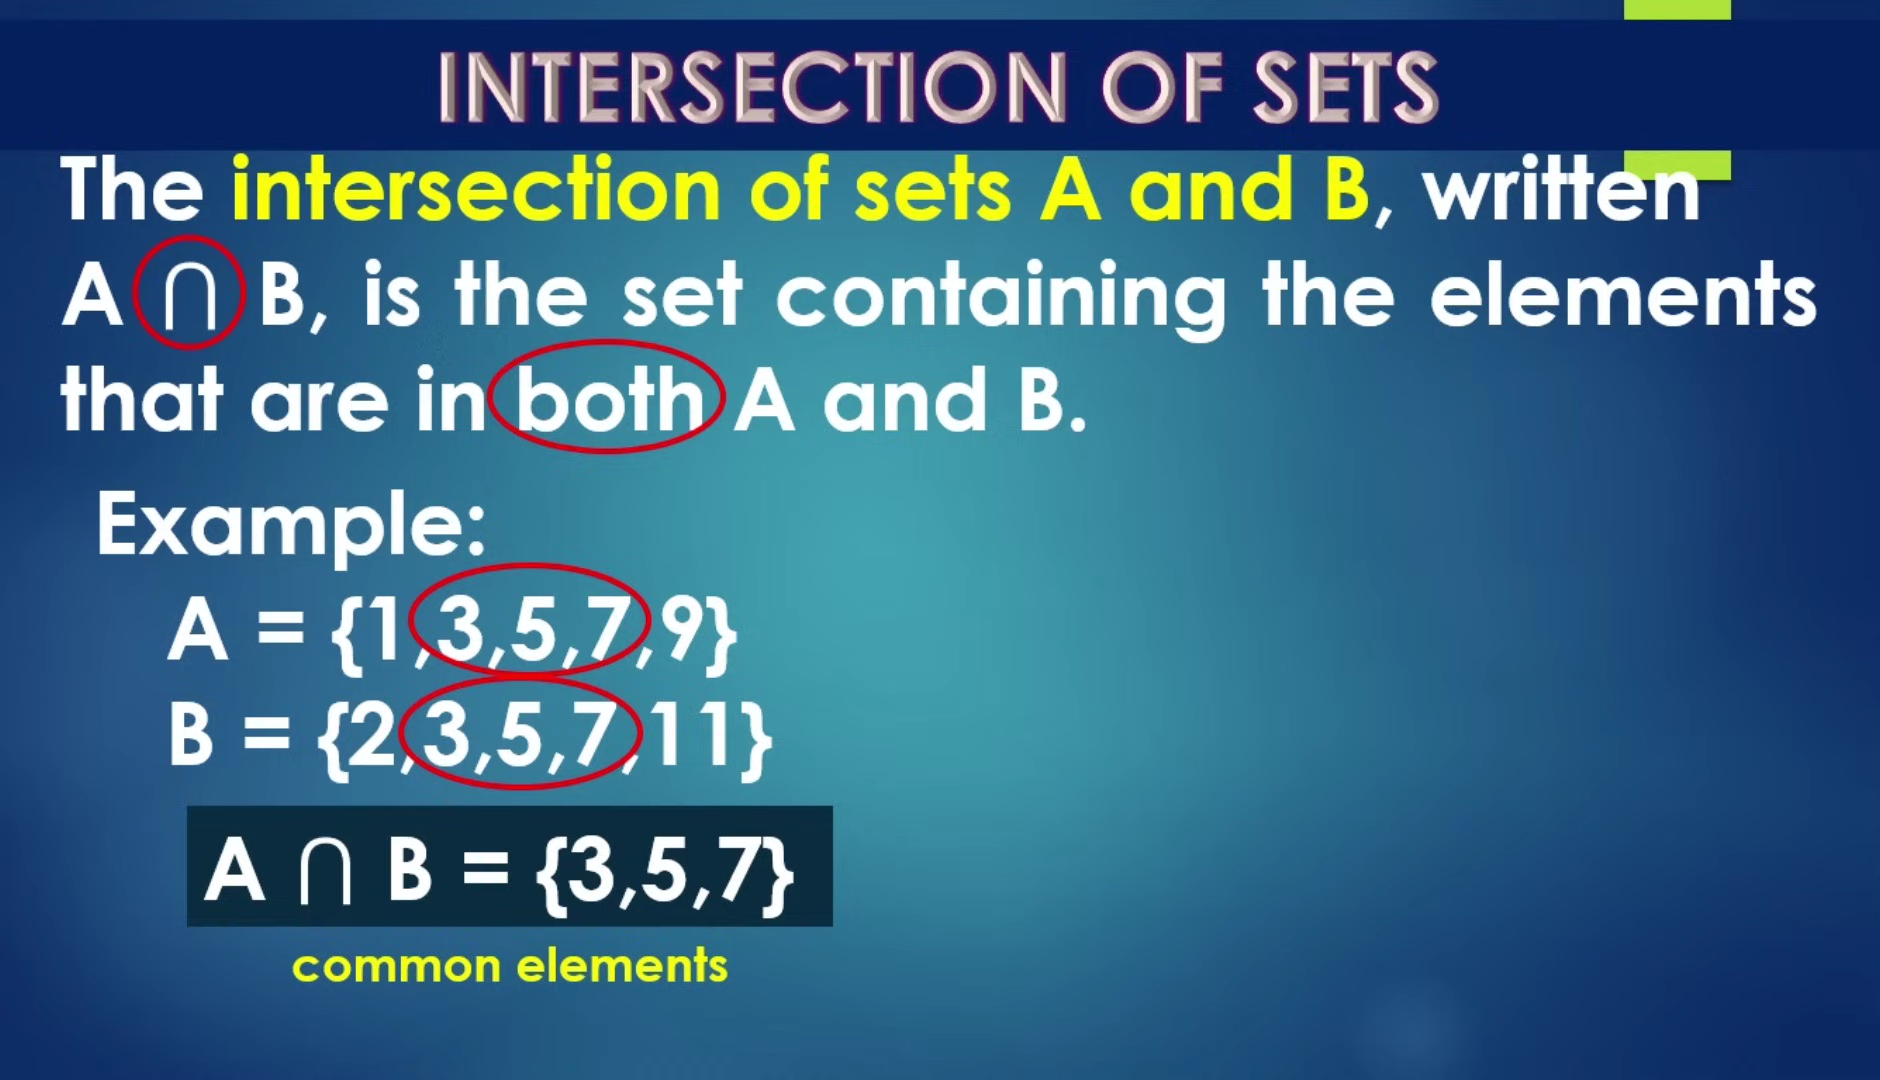 INTERSECTION OF SETS
The intersection of sets A and B, written
A ∩ B, is the set containing the elements
that are in both A and B.
Example:
A = {1,3,5,7,9}
B = {2,3,5,7,11}
A ∩ B = {3,5,7}
common elements